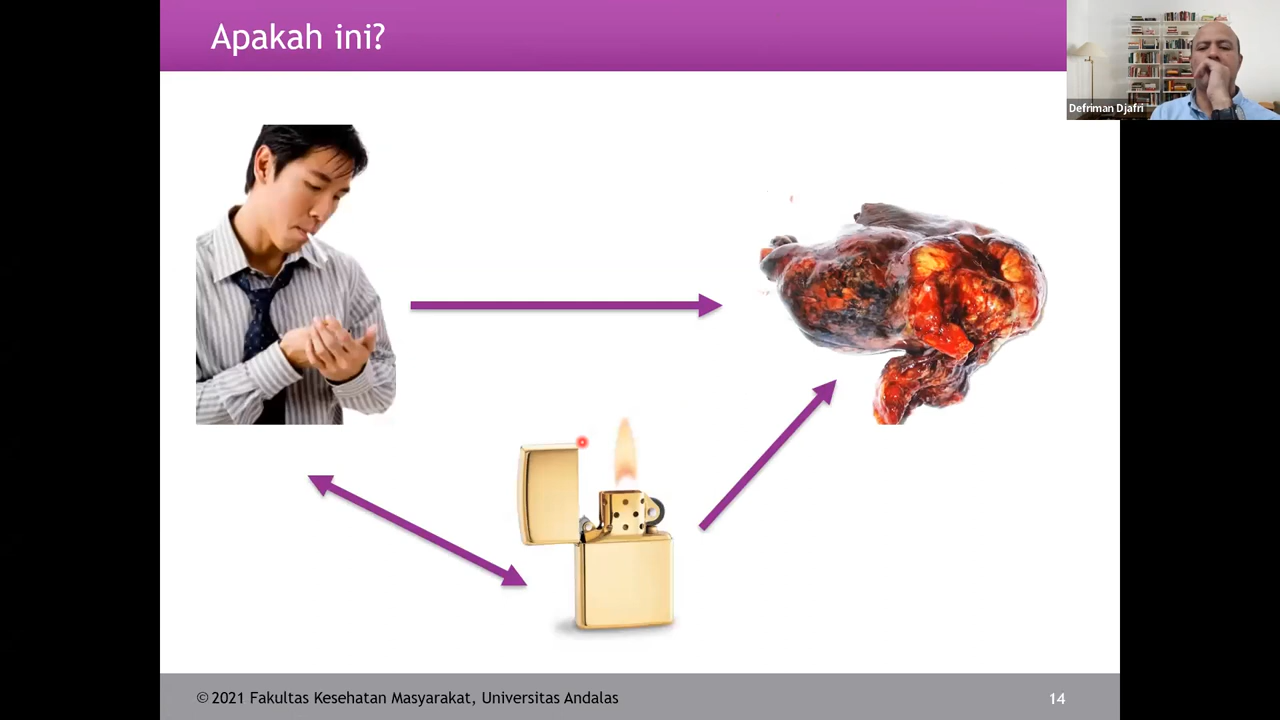 Apakah ini?
Defriman Djafri
© 2021 Fakultas Kesehatan Masyarakat, Universitas Andalas
14